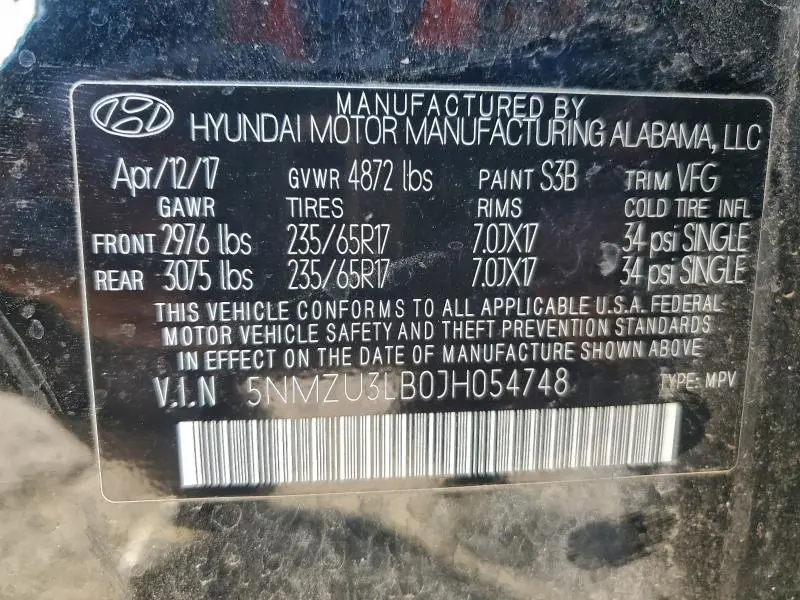 MANUFACTURED BY
HYUNDAI MOTOR MANUFACTURING ALABAMA, LLC
Apr/12/17 GVWR 4872 lbs PAINT S3B TRIM VFG
GAWR TIRES RIMS COLD TIRE INFL
FRONT 2976 lbs 235/65R17 7.0JX17 34 psi SINGLE
REAR 3075 lbs 235/65R17 7.0JX17 34 psi SINGLE
THIS VEHICLE CONFORMS TO ALL APPLICABLE U.S.A. FEDERAL
MOTOR VEHICLE SAFETY AND THEFT PREVENTION STANDARDS
IN EFFECT ON THE DATE OF MANUFACTURE SHOWN ABOVE
V.I.N 5NMZU3LB0JH054748 TYPE: MPV